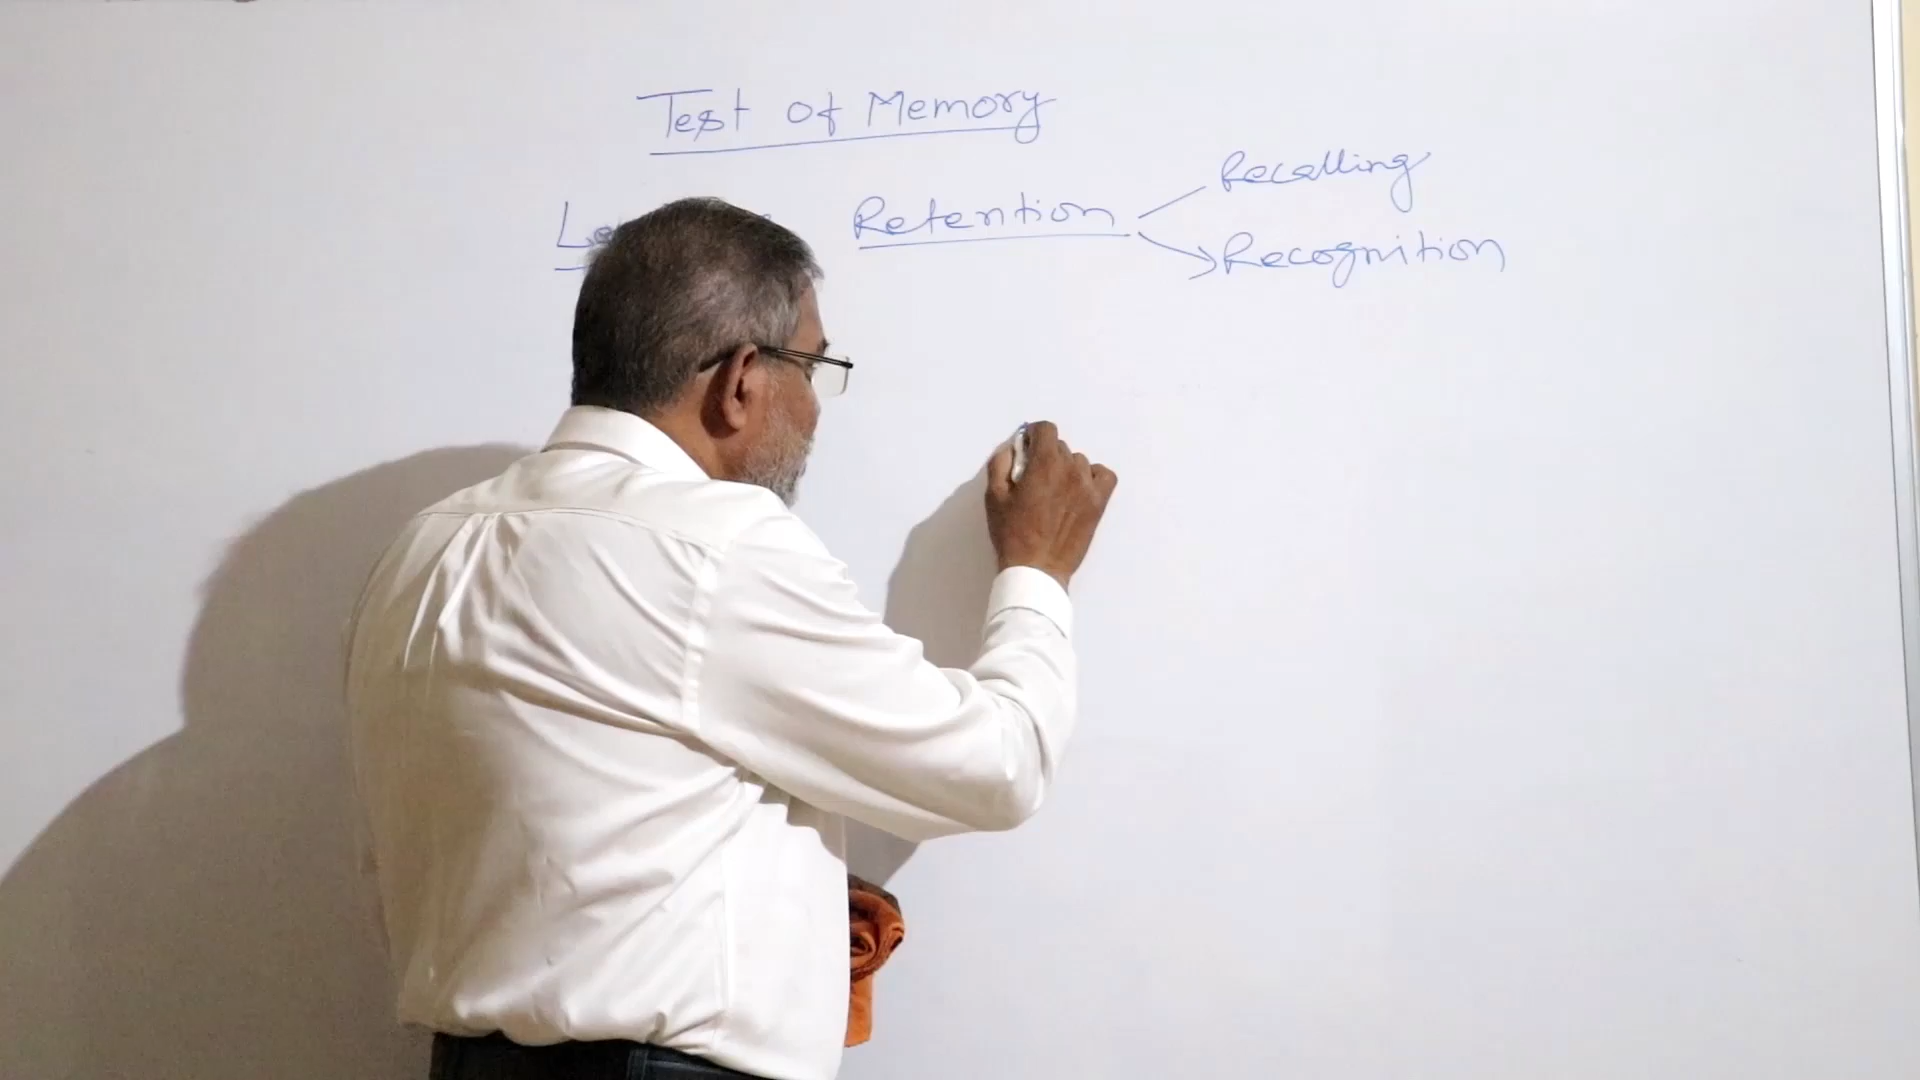 Test of Memory
Retention
Recalling
Recognition